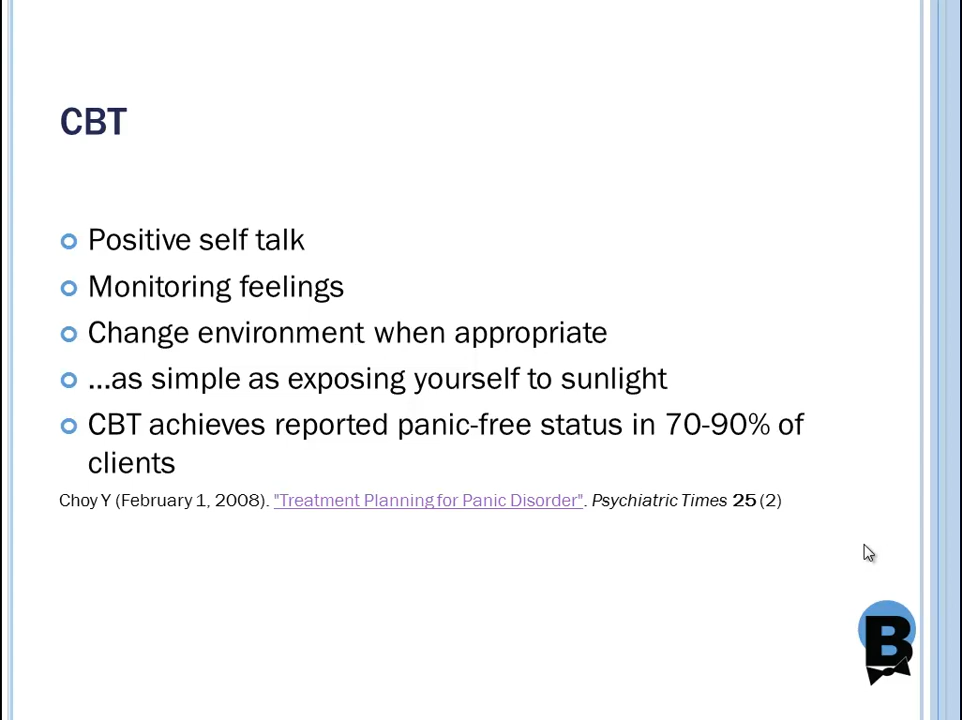 CBT
Positive self talk
Monitoring feelings
Change environment when appropriate
...as simple as exposing yourself to sunlight
CBT achieves reported panic-free status in 70-90% of
clients
Choy Y (February 1, 2008). "Treatment Planning for Panic Disorder". Psychiatric Times 25 (2)
B